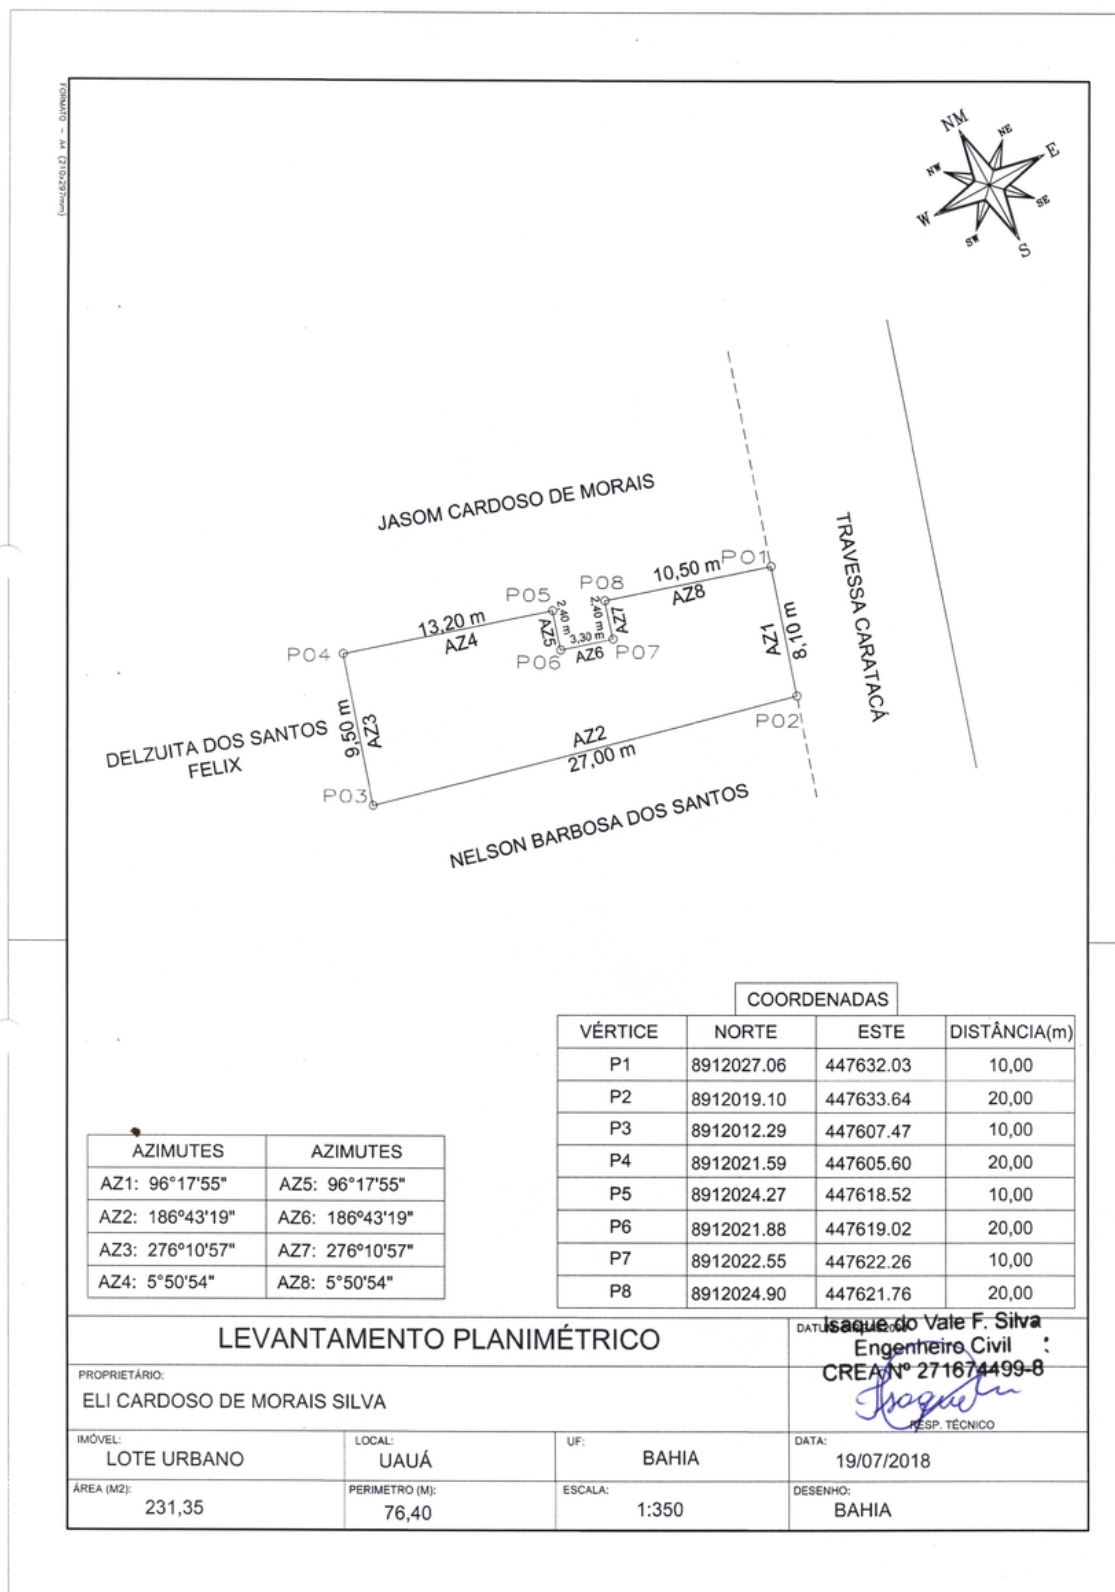 FORMATO - A4 (210x297mm)
NM
NE
E
SE
S
SW
W
NW
JASOM CARDOSO DE MORAIS
TRAVESSA CARATACÁ
DELZUITA DOS SANTOS
FELIX
NELSON BARBOSA DOS SANTOS
P01
8,10 m
AZ1
P02
AZ2
27,00 m
P03
9,50 m
AZ3
P04
13,20 m
AZ4
P05
2,40 m
AZ5
P06
3,30 m
AZ6
P07
2,40 m
AZ7
P08
10,50 m
AZ8
COORDENADAS
VÉRTICE NORTE ESTE DISTÂNCIA(m)
P1 8912027.06 447632.03 10,00
P2 8912019.10 447633.64 20,00
P3 8912012.29 447607.47 10,00
P4 8912021.59 447605.60 20,00
P5 8912024.27 447618.52 10,00
P6 8912021.88 447619.02 20,00
P7 8912022.55 447622.26 10,00
P8 8912024.90 447621.76 20,00
AZIMUTES AZIMUTES
AZ1: 96°17'55" AZ5: 96°17'55"
AZ2: 186º43'19" AZ6: 186º43'19"
AZ3: 276º10'57" AZ7: 276º10'57"
AZ4: 5°50'54" AZ8: 5°50'54"
LEVANTAMENTO PLANIMÉTRICO
Isaque do Vale F. Silva
Engenheiro Civil
CREA Nº 271674499-8
RESP. TÉCNICO
PROPRIETÁRIO:
ELI CARDOSO DE MORAIS SILVA
IMÓVEL: LOCAL: UF: DATA:
LOTE URBANO UAUÁ BAHIA 19/07/2018
ÁREA (M2): PERIMETRO (M): ESCALA: DESENHO:
231,35 76,40 1:350 BAHIA